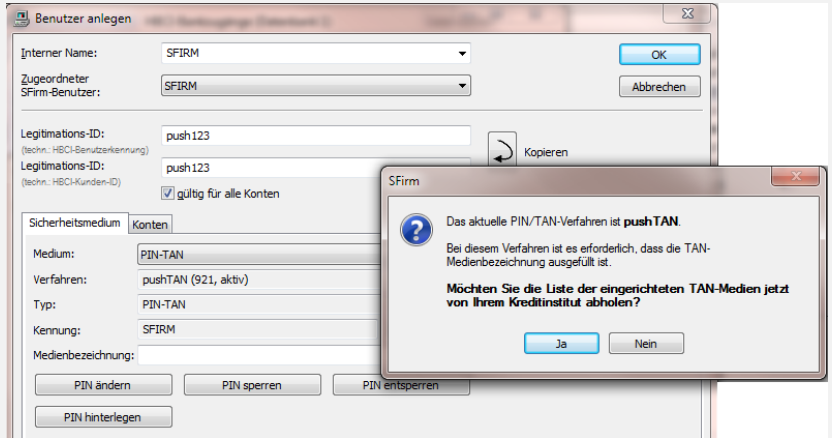 Benutzer anlegen
Interner Name:
SFIRM
OK
Zugeordneter
SFirm-Benutzer:
SFIRM
Abbrechen
Legitimations-ID:
(techn.: HBCI-Benutzerkennung)
push123
Kopieren
Legitimations-ID:
(techn.: HBCI-Kunden-ID)
push123
gültig für alle Konten
Sicherheitsmedium
Konten
Medium:
PIN-TAN
Verfahren:
pushTAN (921, aktiv)
Typ:
PIN-TAN
Kennung:
SFIRM
Medienbezeichnung:
PIN ändern
PIN sperren
PIN entsperren
PIN hinterlegen
SFirm
Das aktuelle PIN/TAN-Verfahren ist pushTAN.
Bei diesem Verfahren ist es erforderlich, dass die TAN-
Medienbezeichnung ausgefüllt ist.
Möchten Sie die Liste der eingerichteten TAN-Medien jetzt
von Ihrem Kreditinstitut abholen?
Ja
Nein